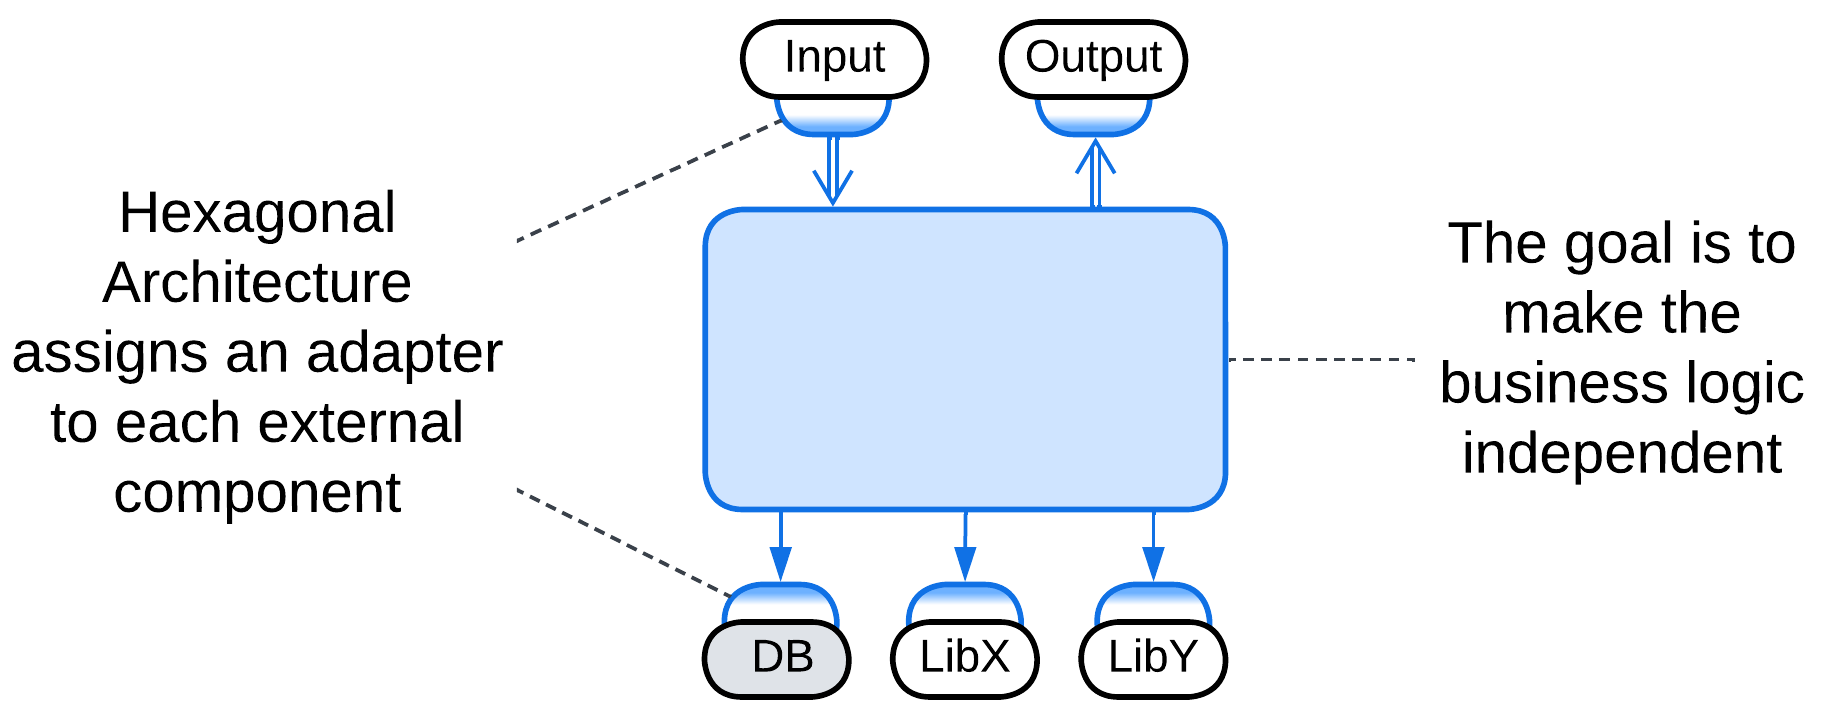 Input
Output
Hexagonal
Architecture
assigns an adapter
to each external
component
The goal is to
make the
business logic
independent
DB
LibX
LibY